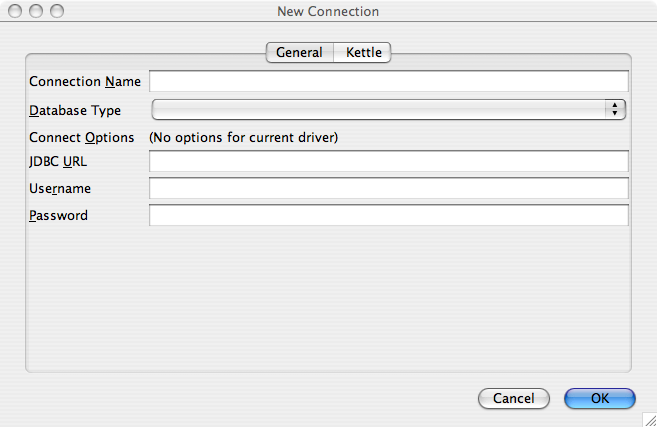 New Connection
General Kettle
Connection Name
Database Type
Connect Options (No options for current driver)
JDBC URL
Username
Password
Cancel OK